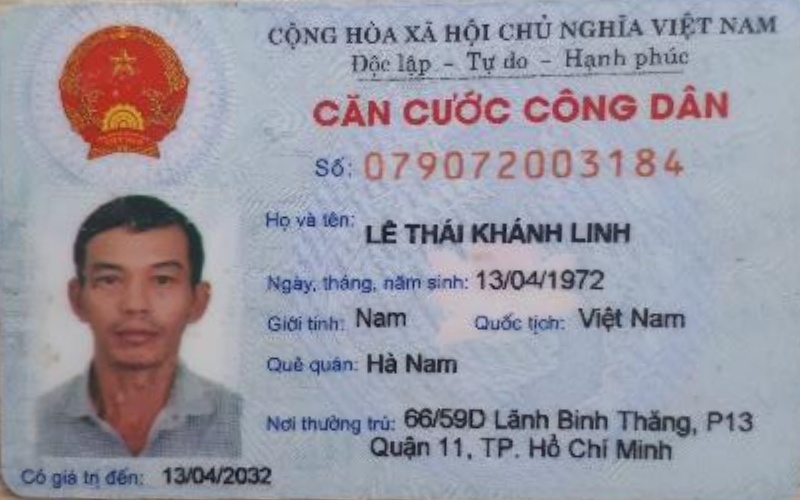 CỘNG HÒA XÃ HỘI CHỦ NGHĨA VIỆT NAM
Độc lập - Tự do - Hạnh phúc
CĂN CƯỚC CÔNG DÂN
Số: 079072003184
Họ và tên: LÊ THÁI KHÁNH LINH
Ngày, tháng, năm sinh: 13/04/1972
Giới tính: Nam Quốc tịch: Việt Nam
Quê quán: Hà Nam
Nơi thường trú: 66/59D Lãnh Binh Thăng, P13
Quận 11, TP. Hồ Chí Minh
Có giá trị đến: 13/04/2032